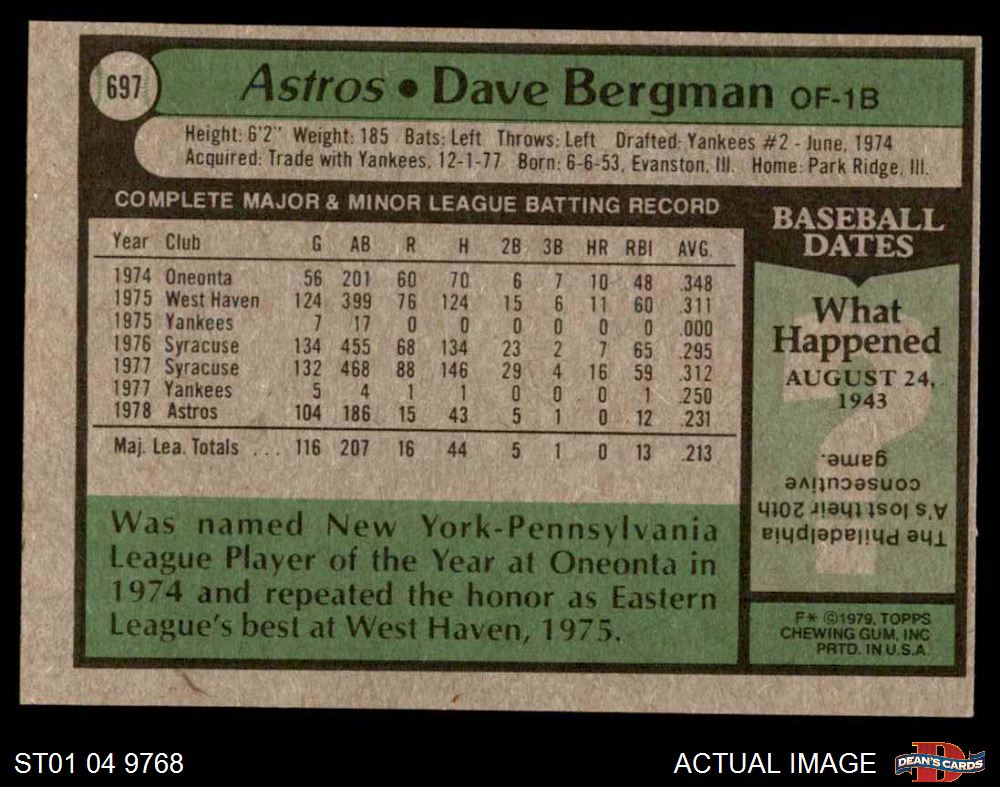 697
Astros • Dave Bergman OF-1B
Height: 6'2" Weight: 185 Bats: Left Throws: Left Drafted: Yankees #2 - June, 1974
Acquired: Trade with Yankees, 12-1-77 Born: 6-6-53, Evanston, Ill. Home: Park Ridge, Ill.
COMPLETE MAJOR & MINOR LEAGUE BATTING RECORD
Year Club G AB R H 2B 3B HR RBI AVG.
1974 Oneonta 56 201 60 70 6 7 10 48 .348
1975 West Haven 124 399 76 124 15 6 11 60 .311
1975 Yankees 7 17 0 0 0 0 0 0 .000
1976 Syracuse 134 455 68 134 23 2 7 65 .295
1977 Syracuse 132 468 88 146 29 4 16 59 .312
1977 Yankees 5 4 1 1 0 0 0 1 .250
1978 Astros 104 186 15 43 5 1 0 12 .231
Maj. Lea. Totals ... 116 207 16 44 5 1 0 13 .213
Was named New York-Pennsylvania
League Player of the Year at Oneonta in
1974 and repeated the honor as Eastern
League's best at West Haven, 1975.
BASEBALL
DATES
What
Happened
AUGUST 24,
1943
?
The Philadelphia
A's lost their 20th
consecutive
game.
F* ©1979, TOPPS
CHEWING GUM, INC
PRTD. IN U.S.A.
ST01 04 9768
ACTUAL IMAGE
DEAN'S CARDS